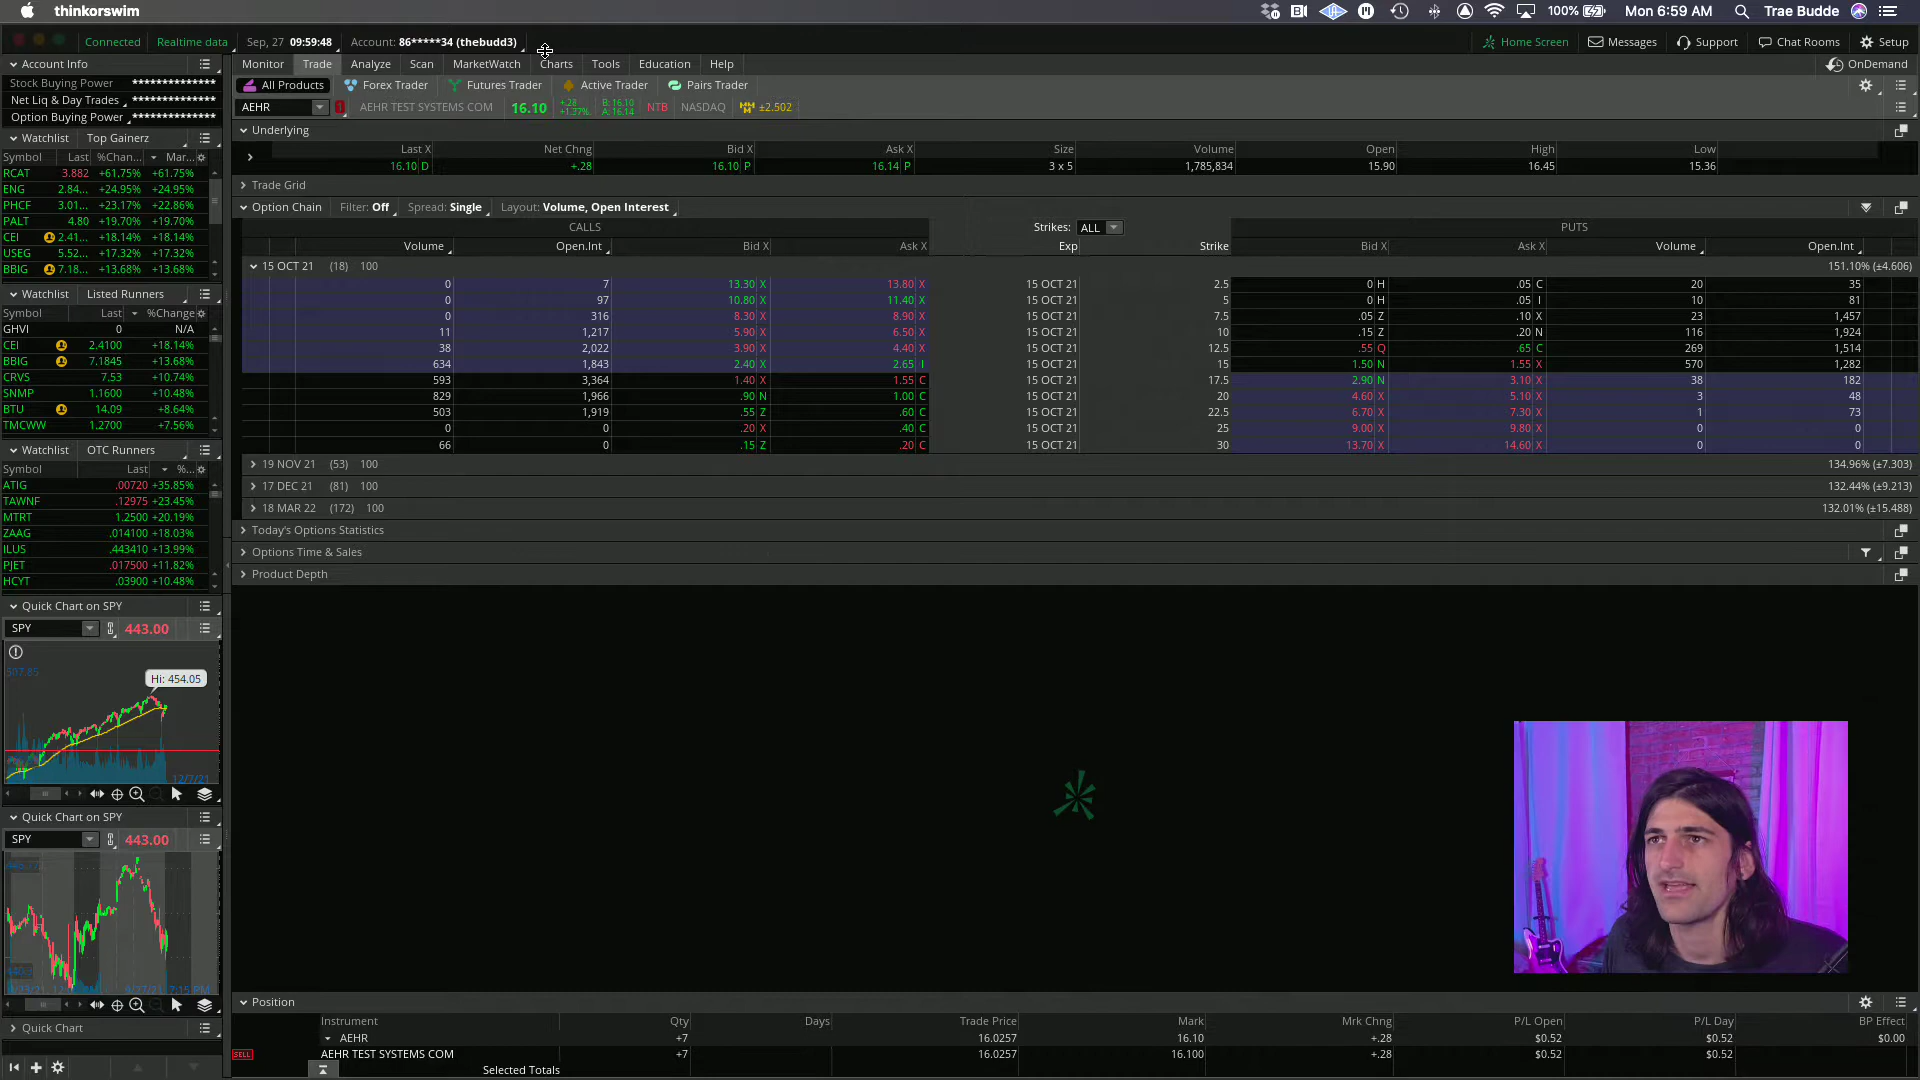 thinkorswim
100%
Mon 6:59 AM
Trae Budde
Connected
Realtime data
Sep, 27 09:59:48
Account: 86*****34 (thebudd3)
Home Screen
Messages
Support
Chat Rooms
Setup
Account Info
Monitor Trade Analyze Scan MarketWatch Charts Tools Education Help
OnDemand
Stock Buying Power ***************
Net Liq & Day Trades ***************
Option Buying Power ***************
All Products Forex Trader Futures Trader Active Trader Pairs Trader
AEHR AEHR TEST SYSTEMS COM 16.10 +.28 +1.77% B: 16.10 A: 16.14 NTB NASDAQ ±2.502
Watchlist Top Gainerz
Symbol Last %Chan... Mar...
RCAT 3.882 +61.75% +61.75%
ENG 2.84... +24.95% +24.95%
PHCF 3.01... +23.17% +22.86%
PALT 4.80 +19.70% +19.70%
CEI 2.41... +18.14% +18.14%
USEG 5.52... +17.32% +17.32%
BBIG 7.18... +13.68% +13.68%
Watchlist Listed Runners
Symbol Last %Change
GHVI 0 N/A
CEI 2.4100 +18.14%
BBIG 7.1845 +13.68%
CRVS 7.53 +10.74%
SNMP 1.1600 +10.48%
BTU 14.09 +8.64%
TMCWW 1.2700 +7.56%
Watchlist OTC Runners
Symbol Last %...
ATIG .00720 +35.85%
TAWNF .12975 +23.45%
MTRT 1.2500 +20.19%
ZAAG .014100 +18.03%
ILUS .443410 +13.99%
PJET .017500 +11.82%
HCYT .03900 +10.48%
Quick Chart on SPY
SPY 443.00
Hi: 454.05
12/7/21
Quick Chart on SPY
SPY 443.00
Quick Chart
Underlying
Last X Net Chng Bid X Ask X Size Volume Open High Low
16.10 D +.28 16.10 P 16.14 P 3 x 5 1,785,834 15.90 16.45 15.36
Trade Grid
Option Chain Filter: Off Spread: Single Layout: Volume, Open Interest
CALLS Strikes: ALL PUTS
Volume Open.Int Bid X Ask X Exp Strike Bid X Ask X Volume Open.Int
15 OCT 21 (18) 100 151.10% (±4.606)
0 7 13.30 X 13.80 X 15 OCT 21 2.5 0 H .05 C 20 35
0 97 10.80 X 11.40 X 15 OCT 21 5 0 H .05 I 10 81
0 316 8.30 X 8.90 X 15 OCT 21 7.5 .05 Z .10 X 23 1,457
11 1,217 5.90 X 6.50 X 15 OCT 21 10 .15 Z .20 N 116 1,924
38 2,022 3.90 X 4.40 X 15 OCT 21 12.5 .55 Q .65 C 269 1,514
634 1,843 2.40 X 2.65 I 15 OCT 21 15 1.50 N 1.55 X 570 1,282
593 3,364 1.40 X 1.55 C 15 OCT 21 17.5 2.90 N 3.10 X 38 182
829 1,966 .90 N 1.00 C 15 OCT 21 20 4.60 X 5.10 X 3 48
503 1,919 .55 Z .60 C 15 OCT 21 22.5 6.70 X 7.30 X 1 73
0 0 .20 X .40 C 15 OCT 21 25 9.00 X 9.80 X 0 0
66 0 .15 Z .20 C 15 OCT 21 30 13.70 X 14.60 X 0 0
19 NOV 21 (53) 100 134.96% (±7.303)
17 DEC 21 (81) 100 132.44% (±9.213)
18 MAR 22 (172) 100 132.01% (±15.488)
Today's Options Statistics
Options Time & Sales
Product Depth
Position
Instrument Qty Days Trade Price Mark Mrk Chng P/L Open P/L Day BP Effect
AEHR +7 16.0257 16.10 +.28 $0.52 $0.52 $0.00
SELL AEHR TEST SYSTEMS COM +7 16.0257 16.100 +.28 $0.52 $0.52
Selected Totals